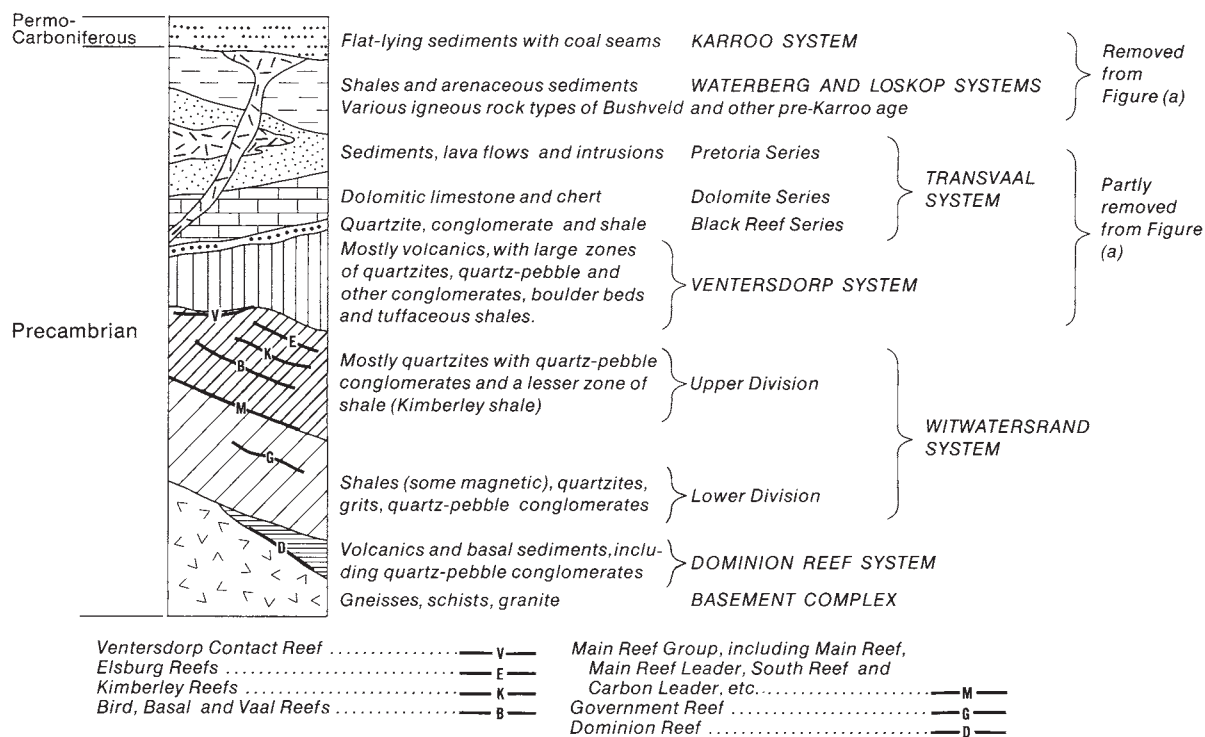 Permo-
Carboniferous
Flat-lying sediments with coal seams KARROO SYSTEM
Removed
from
Figure (a)
Shales and arenaceous sediments WATERBERG AND LOSKOP SYSTEMS
Various igneous rock types of Bushveld and other pre-Karroo age
Sediments, lava flows and intrusions Pretoria Series
Dolomitic limestone and chert Dolomite Series
Quartzite, conglomerate and shale Black Reef Series
TRANSVAAL
SYSTEM
Partly
removed
from Figure
(a)
Mostly volcanics, with large zones
of quartzites, quartz-pebble and
other conglomerates, boulder beds
and tuffaceous shales.
VENTERSDORP SYSTEM
Precambrian
V
E
K
B
M
G
D
Mostly quartzites with quartz-pebble
conglomerates and a lesser zone of
shale (Kimberley shale)
Upper Division
WITWATERSRAND
SYSTEM
Shales (some magnetic), quartzites,
grits, quartz-pebble conglomerates
Lower Division
Volcanics and basal sediments, inclu-
ding quartz-pebble conglomerates
DOMINION REEF SYSTEM
Gneisses, schists, granite BASEMENT COMPLEX
Ventersdorp Contact Reef .................. V
Elsburg Reefs .................. E
Kimberley Reefs .................. K
Bird, Basal and Vaal Reefs .................. B
Main Reef Group, including Main Reef,
Main Reef Leader, South Reef and
Carbon Leader, etc. .................. M
Government Reef .................. G
Dominion Reef .................. D